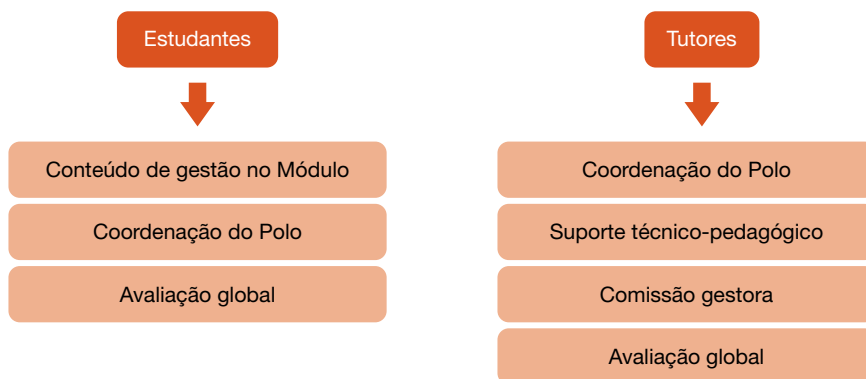 Estudantes
Conteúdo de gestão no Módulo
Coordenação do Polo
Avaliação global
Tutores
Coordenação do Polo
Suporte técnico-pedagógico
Comissão gestora
Avaliação global